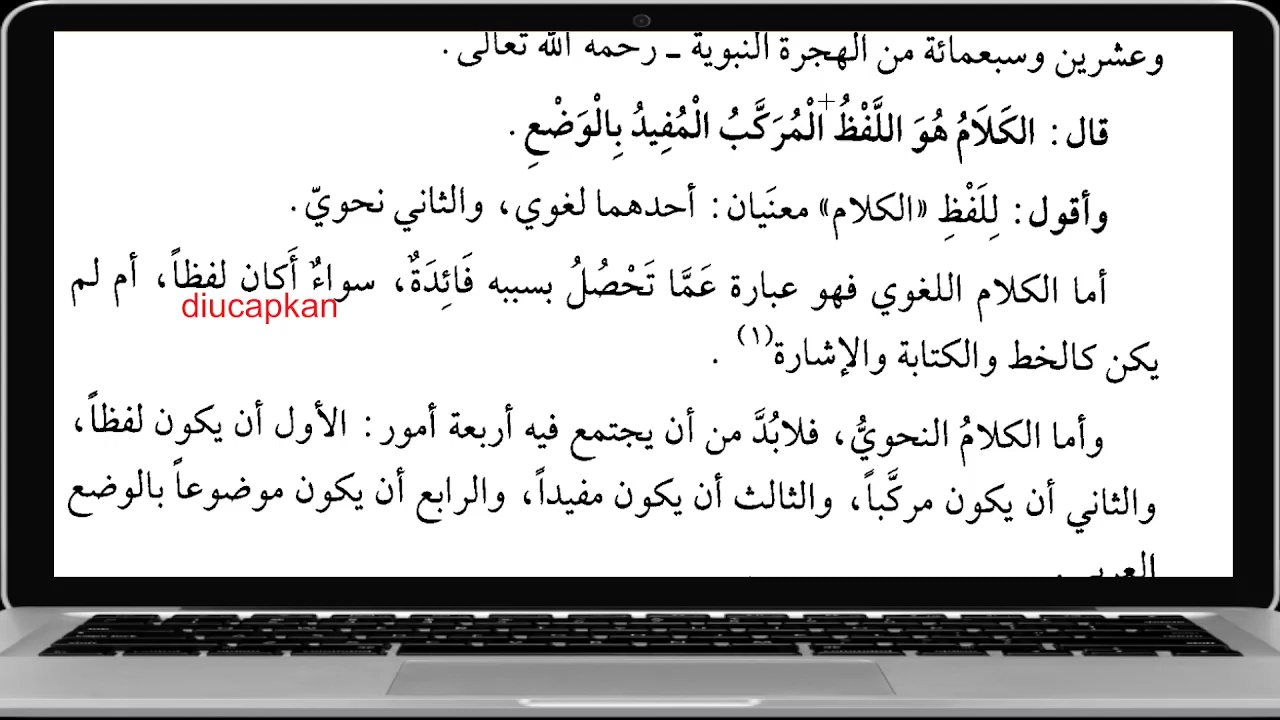 وعشرين وسبعمائة من الهجرة النبوية ـ رحمه الله تعالى .
قال : الكَلَامُ هُوَ اللَّفْظُ الْمُرَكَّبُ الْمُفِيدُ بِالْوَضْعِ .
وأقول : لِلَفْظِ «الكلام» معنَيان : أحدهما لغوي، والثاني نحويّ .
أما الكلام اللغوي فهو عبارة عَمَّا تَحْصُلُ بسببه فَائِدَةٌ، سواءٌ أَكان لفظاً، أم لم
diucapkan
يكن كالخط والكتابة والإشارة(١) .
وأما الكلامُ النحويُّ، فلابُدَّ من أن يجتمع فيه أربعة أمور : الأول أن يكون لفظاً،
والثاني أن يكون مركَّباً، والثالث أن يكون مفيداً، والرابع أن يكون موضوعاً بالوضع